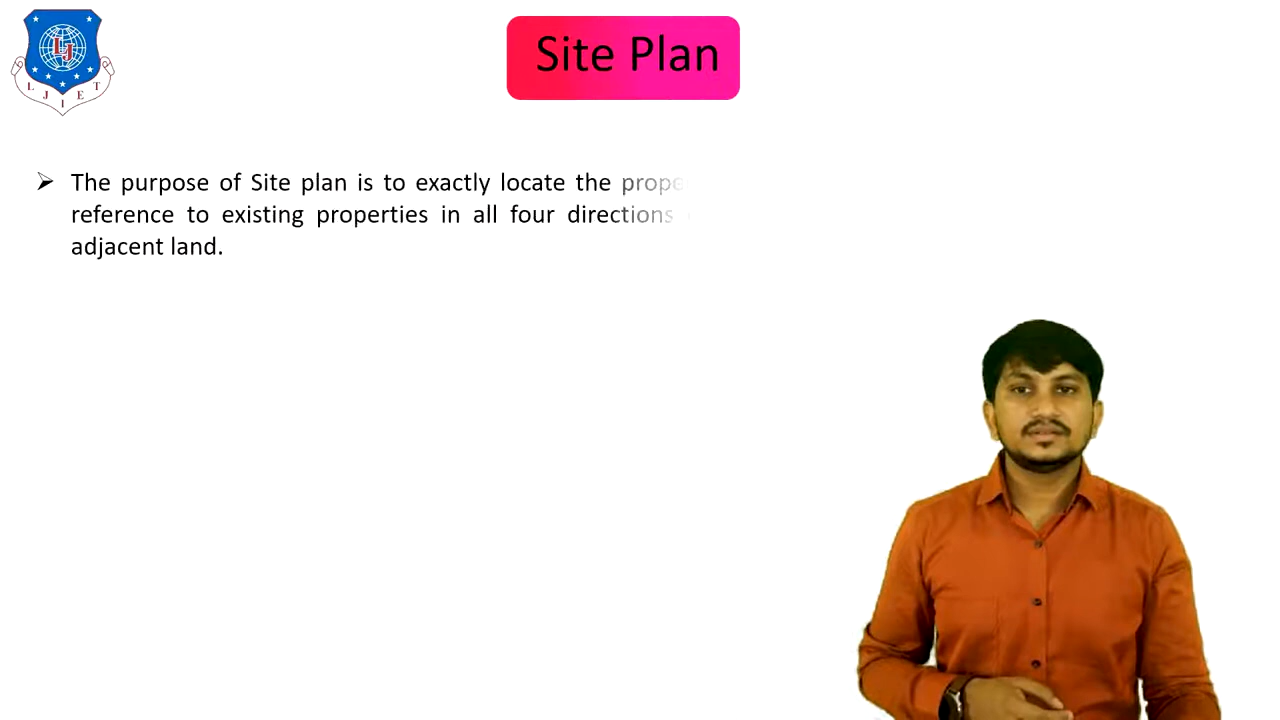 LJIET
Site Plan
➢ The purpose of Site plan is to exactly locate the
reference to existing properties in all four directions
adjacent land.